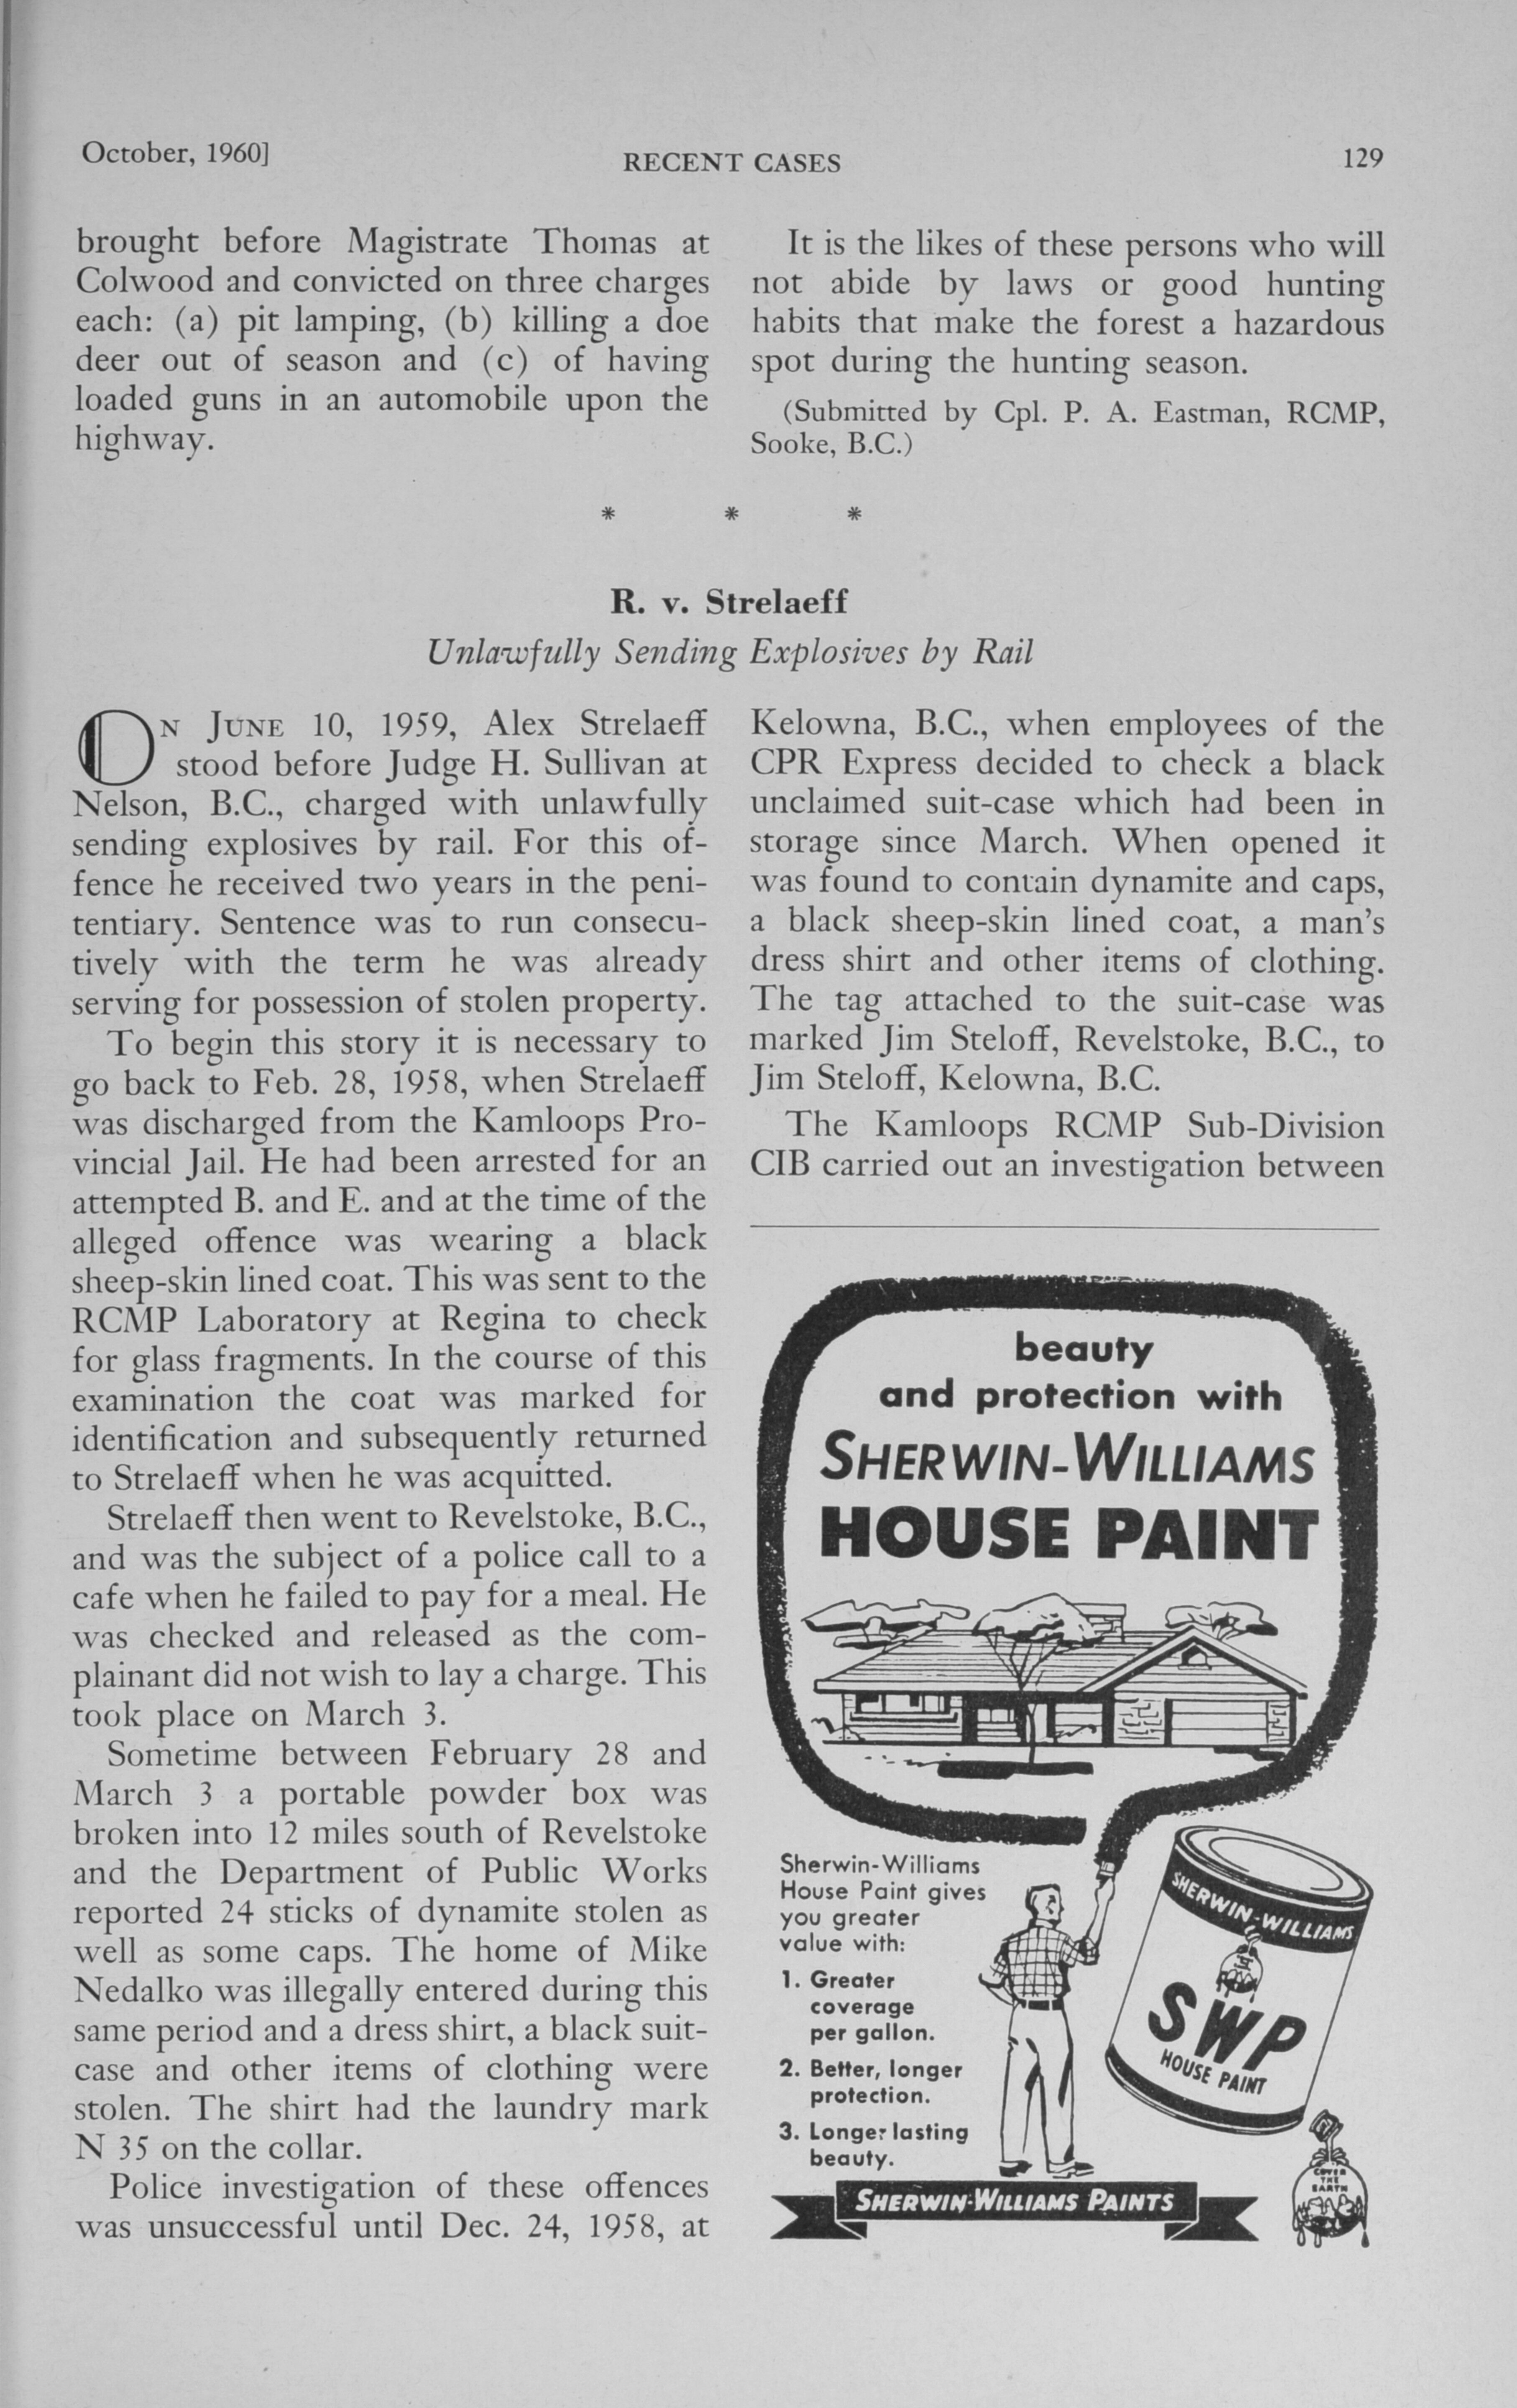 October, 1960]
RECENT CASES
129
brought before Magistrate Thomas at
Colwood and convicted on three charges
each: (a) pit lamping, (b) killing a doe
deer out of season and (c) of having
loaded guns in an automobile upon the
highway.
It is the likes of these persons who will
not abide by laws or good hunting
habits that make the forest a hazardous
spot during the hunting season.
(Submitted by Cpl. P. A. Eastman, RCMP,
Sooke, B.C.)
* * *
R. v. Strelaeff
Unlawfully Sending Explosives by Rail
ON JUNE 10, 1959, Alex Strelaeff
stood before Judge H. Sullivan at
Nelson, B.C., charged with unlawfully
sending explosives by rail. For this of-
fence he received two years in the peni-
tentiary. Sentence was to run consecu-
tively with the term he was already
serving for possession of stolen property.
To begin this story it is necessary to
go back to Feb. 28, 1958, when Strelaeff
was discharged from the Kamloops Pro-
vincial Jail. He had been arrested for an
attempted B. and E. and at the time of the
alleged offence was wearing a black
sheep-skin lined coat. This was sent to the
RCMP Laboratory at Regina to check
for glass fragments. In the course of this
examination the coat was marked for
identification and subsequently returned
to Strelaeff when he was acquitted.
Strelaeff then went to Revelstoke, B.C.,
and was the subject of a police call to a
cafe when he failed to pay for a meal. He
was checked and released as the com-
plainant did not wish to lay a charge. This
took place on March 3.
Sometime between February 28 and
March 3 a portable powder box was
broken into 12 miles south of Revelstoke
and the Department of Public Works
reported 24 sticks of dynamite stolen as
well as some caps. The home of Mike
Nedalko was illegally entered during this
same period and a dress shirt, a black suit-
case and other items of clothing were
stolen. The shirt had the laundry mark
N 35 on the collar.
Police investigation of these offences
was unsuccessful until Dec. 24, 1958, at
Kelowna, B.C., when employees of the
CPR Express decided to check a black
unclaimed suit-case which had been in
storage since March. When opened it
was found to contain dynamite and caps,
a black sheep-skin lined coat, a man's
dress shirt and other items of clothing.
The tag attached to the suit-case was
marked Jim Steloff, Revelstoke, B.C., to
Jim Steloff, Kelowna, B.C.
The Kamloops RCMP Sub-Division
CIB carried out an investigation between
beauty
and protection with
SHERWIN-WILLIAMS
HOUSE PAINT
Sherwin-Williams
House Paint gives
you greater
value with:
1. Greater
coverage
per gallon.
2. Better, longer
protection.
3. Longer lasting
beauty.
SHERWIN-WILLIAMS
SWP
HOUSE PAINT
COVER
THE
EARTH
SHERWIN-WILLIAMS PAINTS